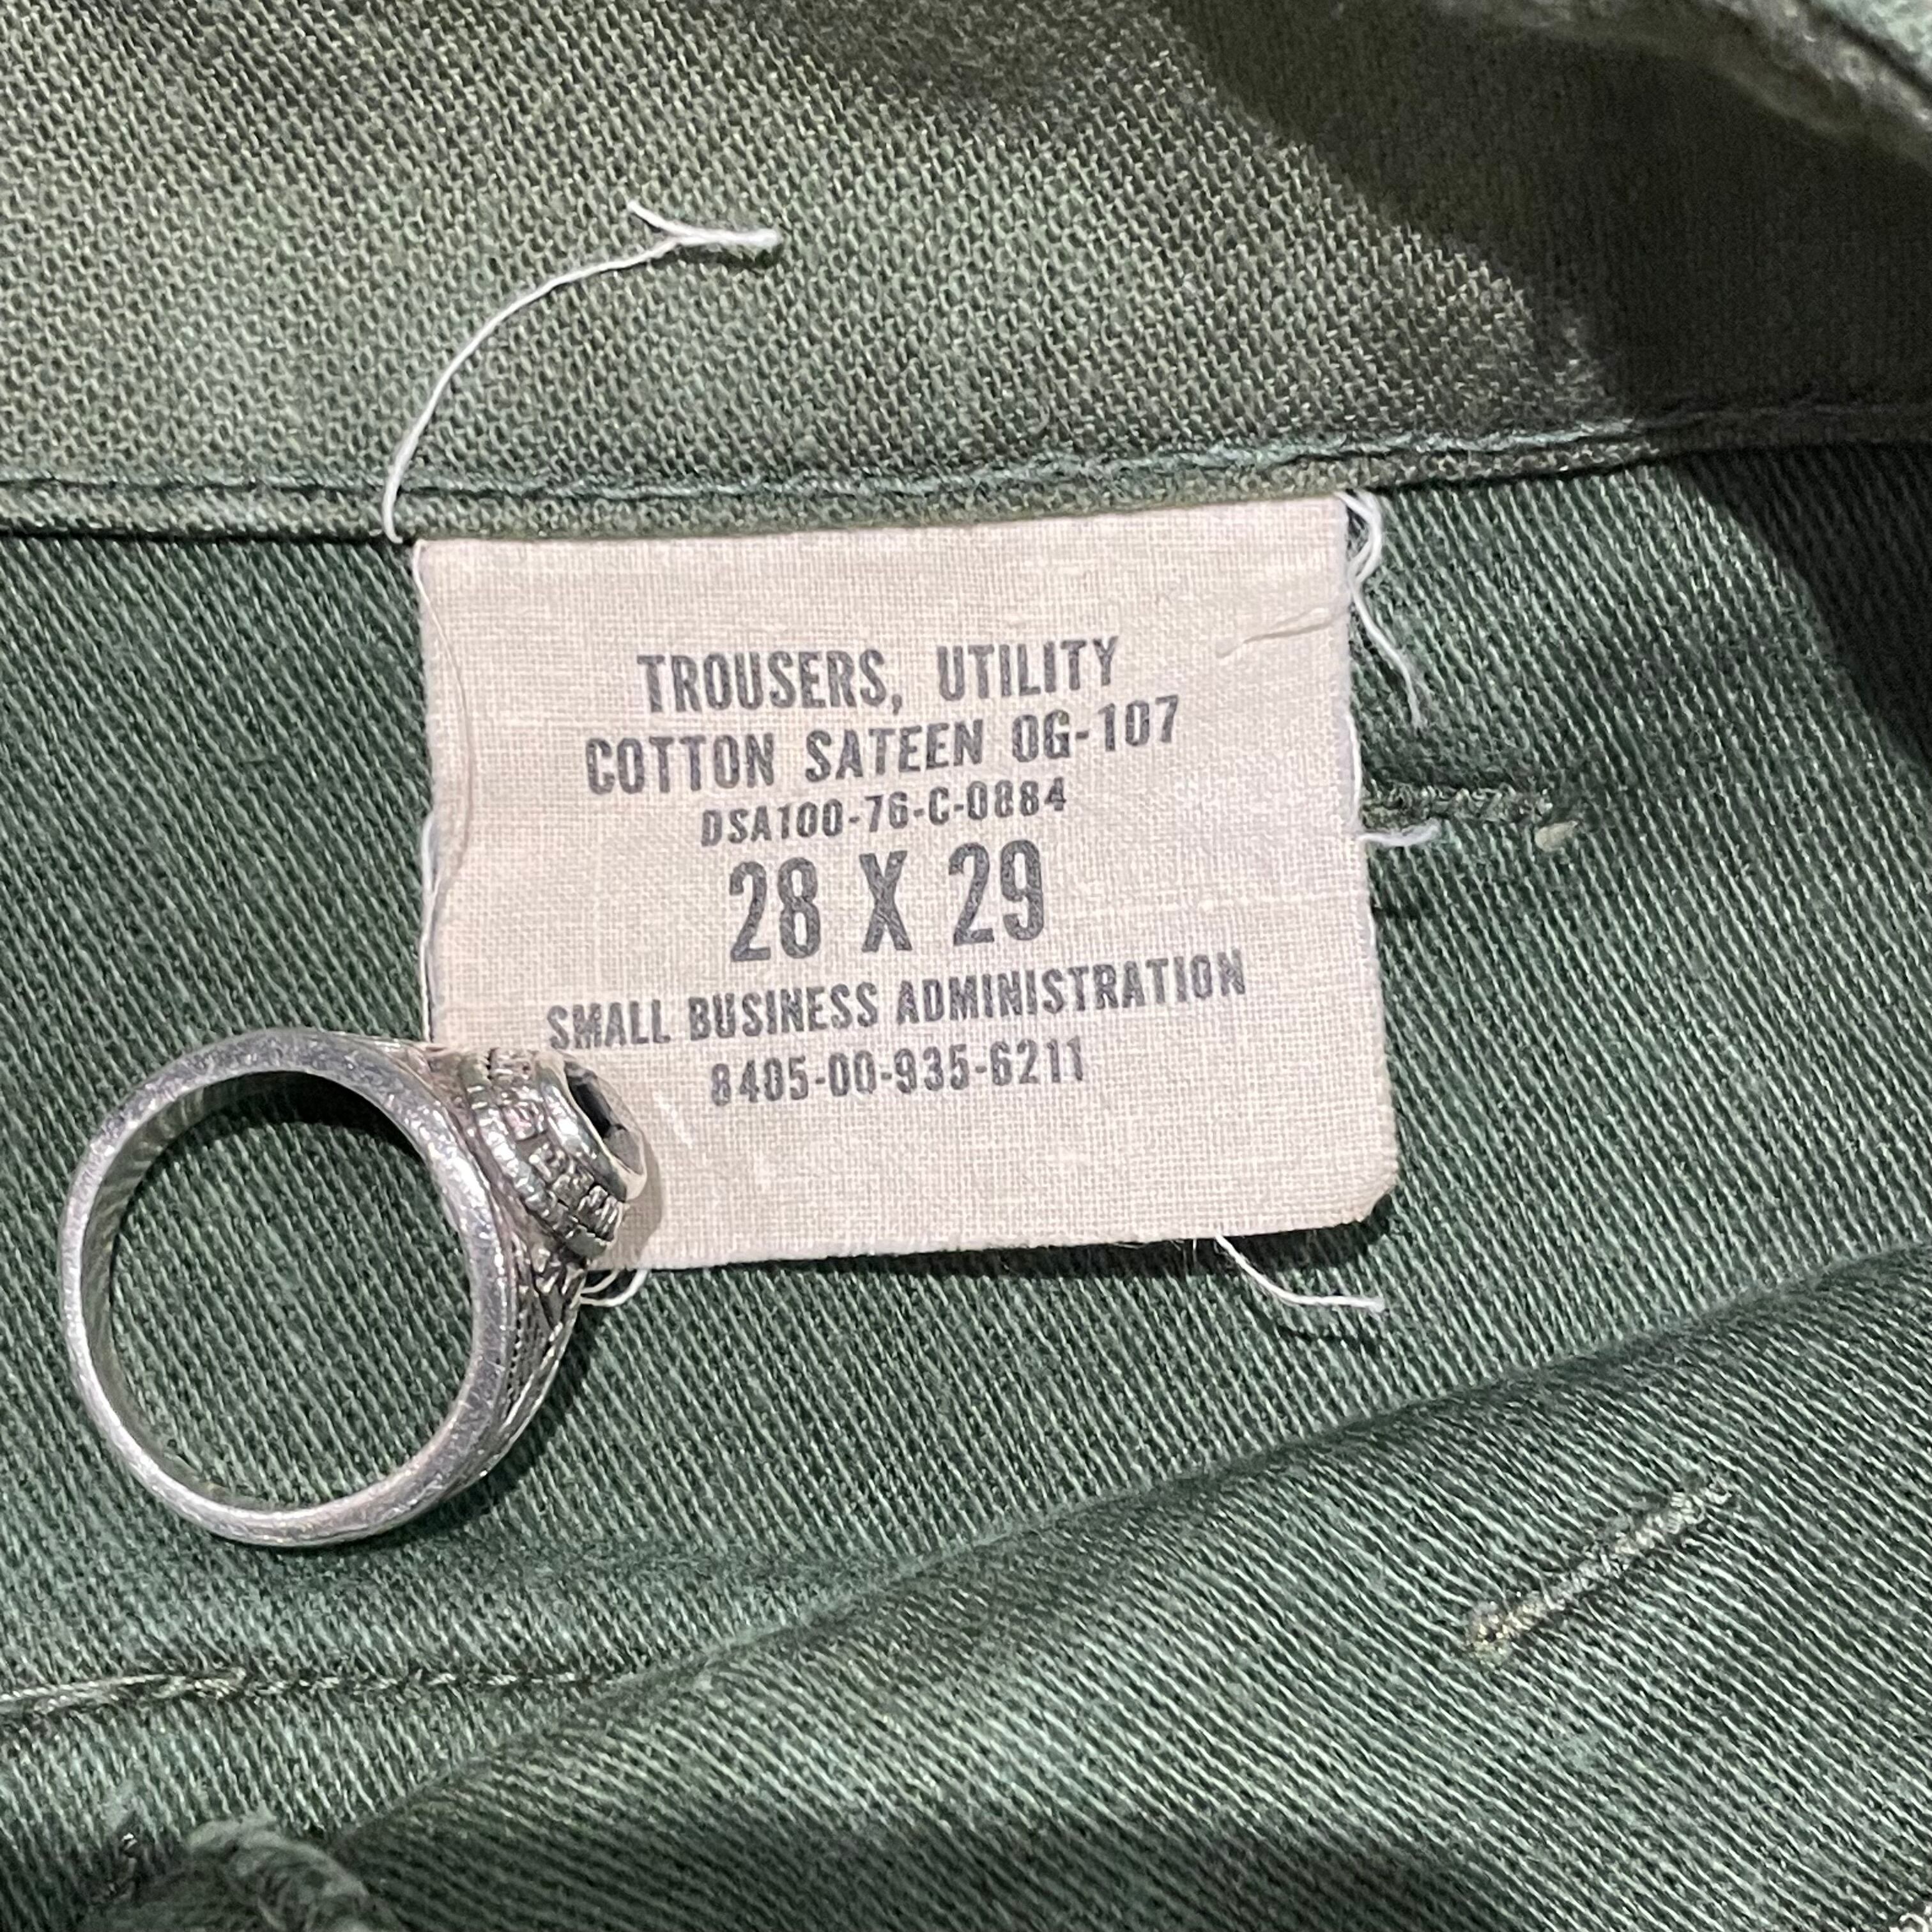 TROUSERS, UTILITY
COTTON SATEEN OG-107
DSA100-76-C-0884
28 X 29
SMALL BUSINESS ADMINISTRATION
8405-00-935-6211